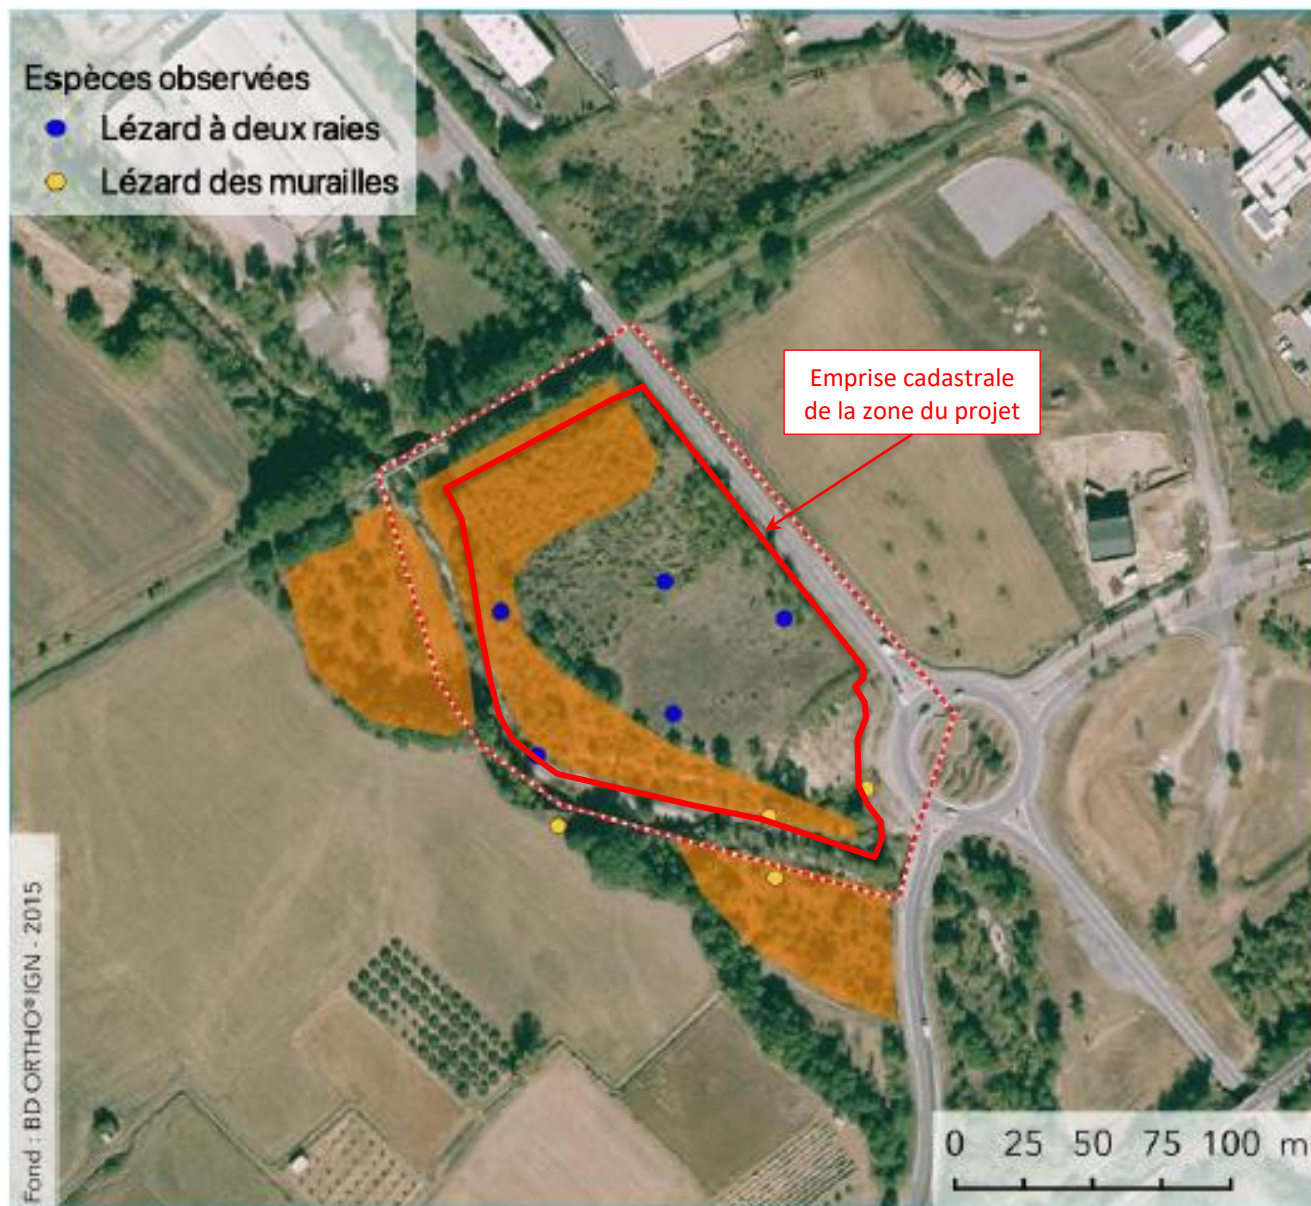 Espèces observées
Lézard à deux raies
Lézard des murailles
Emprise cadastrale
de la zone du projet
Fond : BD ORTHO®IGN - 2015
0 25 50 75 100 m